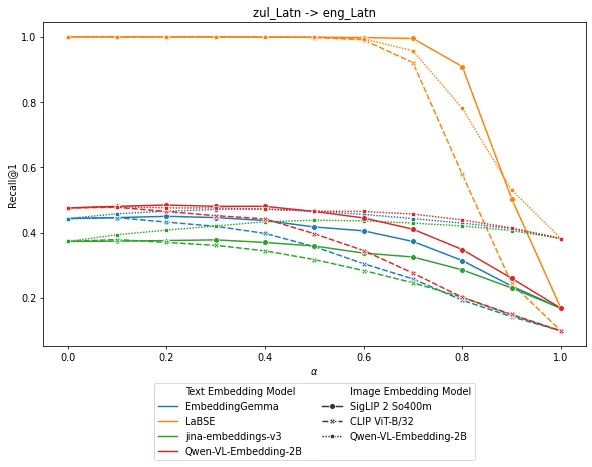 zul_Latn -> eng_Latn
Recall@1
1.0
0.8
0.6
0.4
0.2
0.0 0.2 0.4 0.6 0.8 1.0
α
Text Embedding Model Image Embedding Model
EmbeddingGemma SigLIP 2 So400m
LaBSE CLIP ViT-B/32
jina-embeddings-v3 Qwen-VL-Embedding-2B
Qwen-VL-Embedding-2B